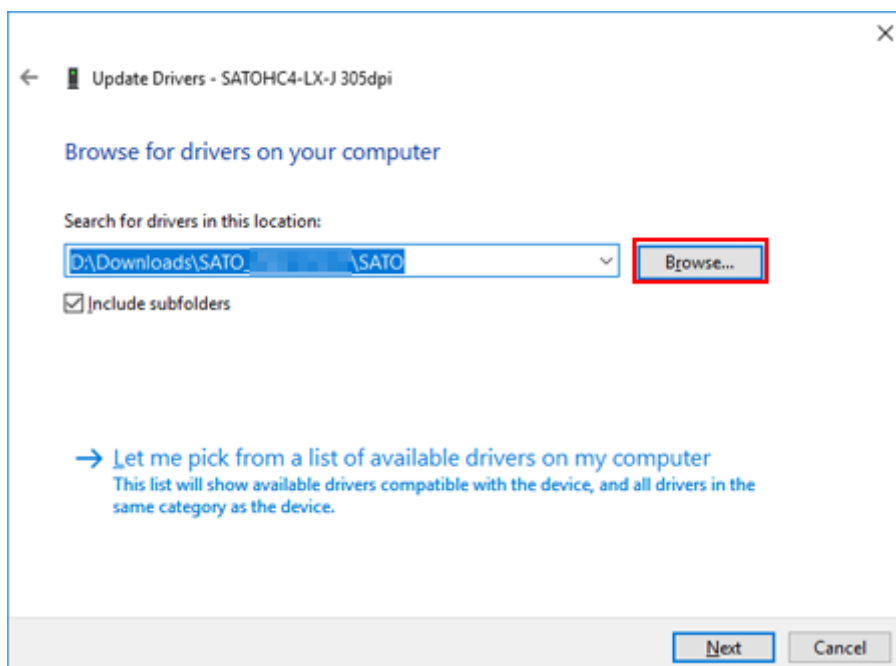 Update Drivers - SATOHC4-LX-J 305dpi
Browse for drivers on your computer
Search for drivers in this location:
D:\Downloads\SATO_ \SATO
Browse...
Include subfolders
Let me pick from a list of available drivers on my computer
This list will show available drivers compatible with the device, and all drivers in the
same category as the device.
Next
Cancel